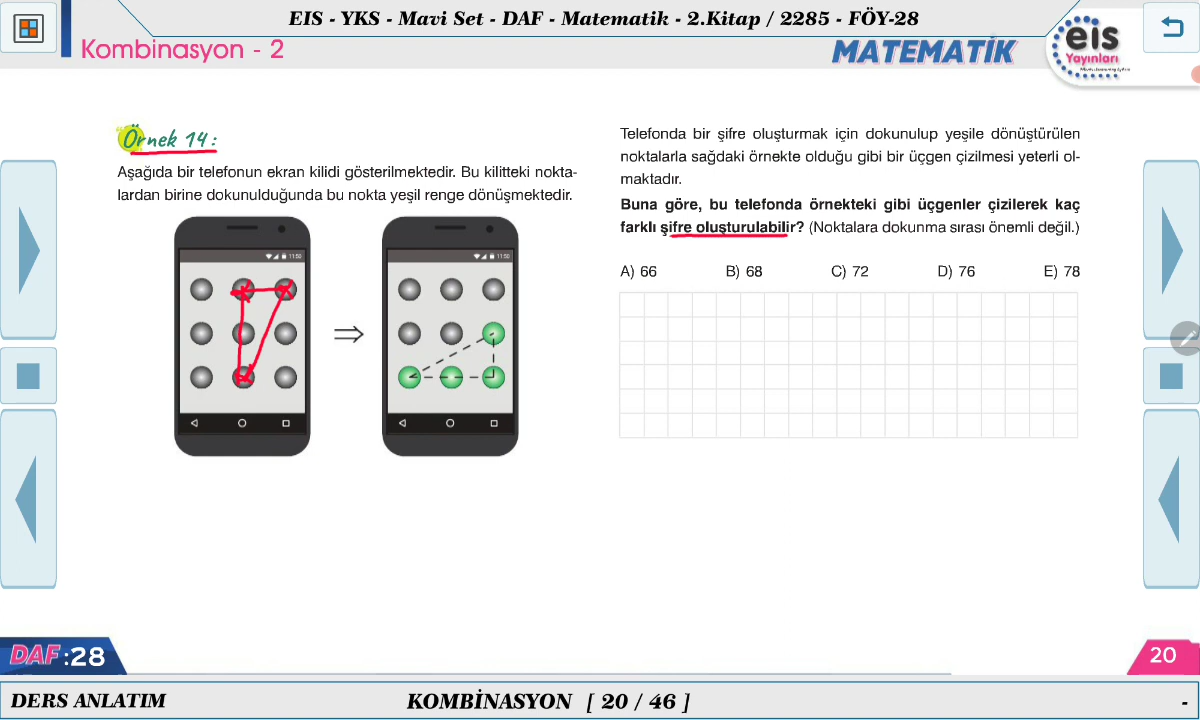 EIS - YKS - Mavi Set - DAF - Matematik - 2.Kitap / 2285 - FÖY-28
Kombinasyon - 2
MATEMATİK
eis
Yayınları
Örnek 14:
Aşağıda bir telefonun ekran kilidi gösterilmektedir. Bu kilitteki nokta-
lardan birine dokunulduğunda bu nokta yeşil renge dönüşmektedir.
11:50
11:50
Telefonda bir şifre oluşturmak için dokunulup yeşile dönüştürülen
noktalarla sağdaki örnekte olduğu gibi bir üçgen çizilmesi yeterli ol-
maktadır.
Buna göre, bu telefonda örnekteki gibi üçgenler çizilerek kaç
farklı şifre oluşturulabilir? (Noktalara dokunma sırası önemli değil.)
A) 66 B) 68 C) 72 D) 76 E) 78
DAF:28
20
DERS ANLATIM
KOMBİNASYON [ 20 / 46 ]
-